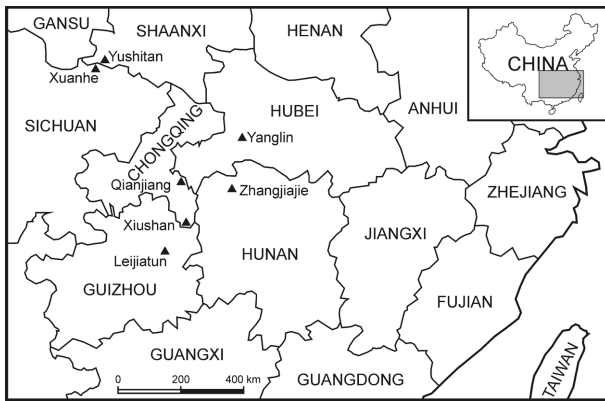 GANSU
SHAANXI
HENAN
CHINA
Yushitan
Xuanhe
SICHUAN
CHONGQING
HUBEI
ANHUI
Yanglin
Qianjiang
Zhangjiajie
ZHEJIANG
Xiushan
HUNAN
JIANGXI
Leijiatun
GUIZHOU
FUJIAN
GUANGXI
GUANGDONG
TAIWAN
0 200 400 km